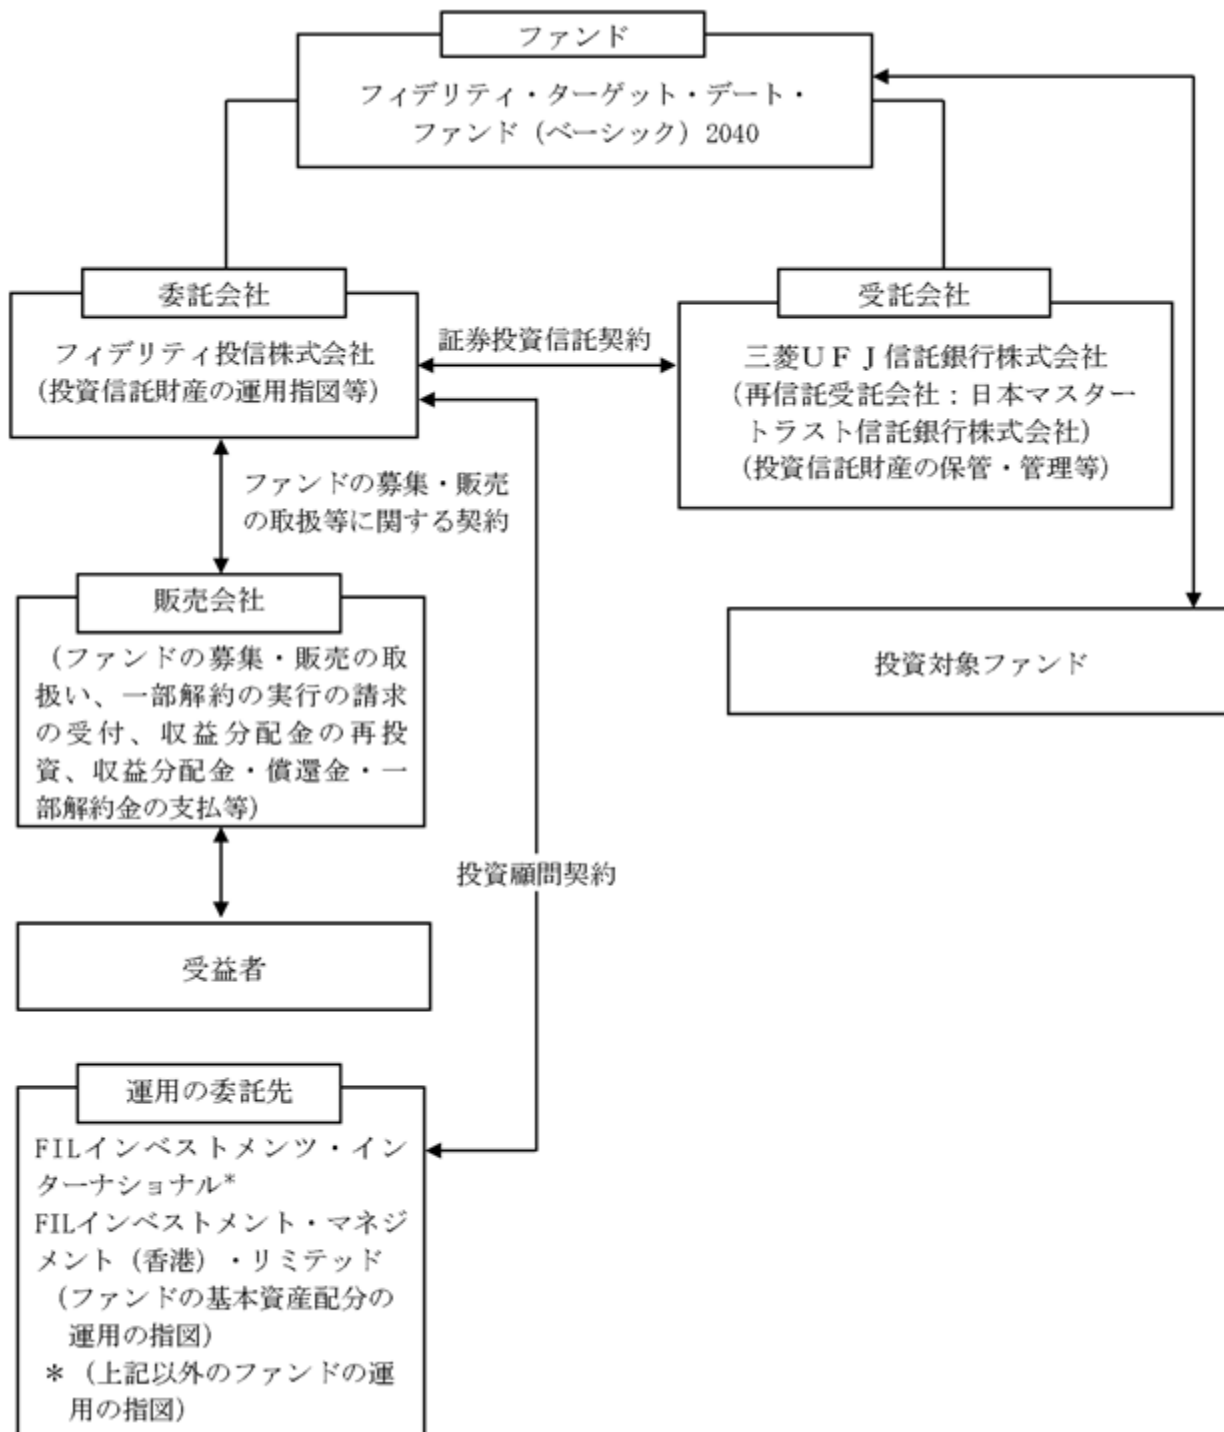 ファンド
フィデリティ・ターゲット・デート・
ファンド（ベーシック）2040
委託会社
フィデリティ投信株式会社
(投資信託財産の運用指図等)
証券投資信託契約
受託会社
三菱ＵＦＪ信託銀行株式会社
(再信託受託会社：日本マスター
トラスト信託銀行株式会社)
(投資信託財産の保管・管理等)
ファンドの募集・販売
の取扱等に関する契約
販売会社
（ファンドの募集・販売の取
扱い、一部解約の実行の請求
の受付、収益分配金の再投
資、収益分配金・償還金・一
部解約金の支払等）
投資対象ファンド
投資顧問契約
受益者
運用の委託先
FILインベストメンツ・イン
ターナショナル*
FILインベストメント・マネジ
メント（香港）・リミテッド
（ファンドの基本資産配分の
運用の指図）
＊（上記以外のファンドの運
用の指図）